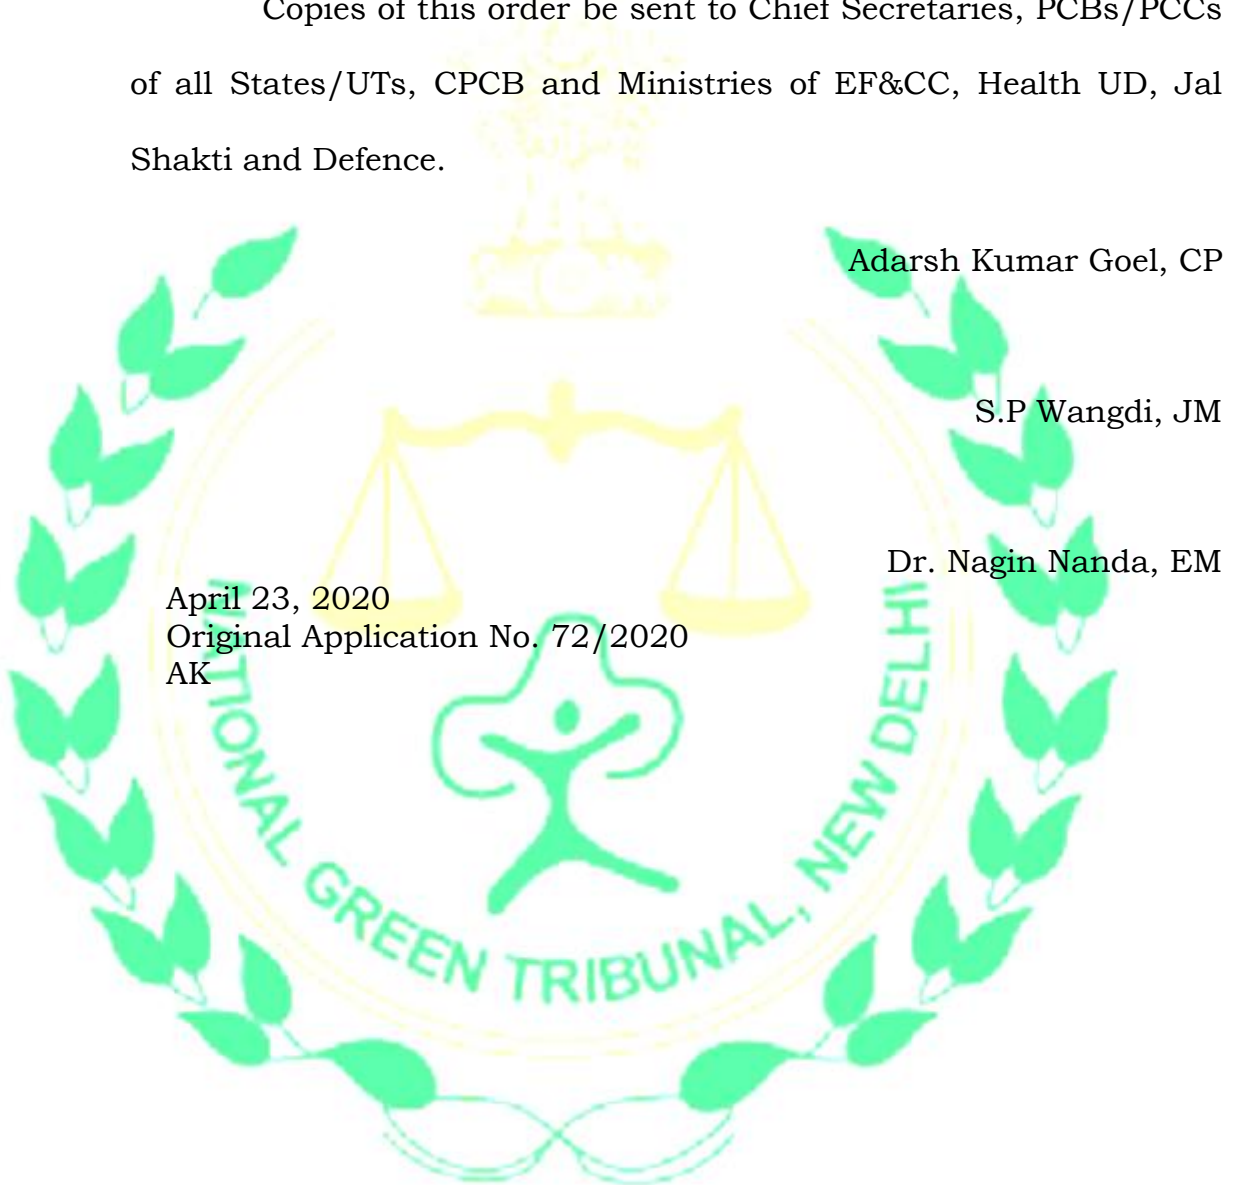 Copies of this order be sent to Chief Secretaries, PCBs/PCCs
of all States/UTs, CPCB and Ministries of EF&CC, Health UD, Jal
Shakti and Defence.
Adarsh Kumar Goel, CP
S.P Wangdi, JM
Dr. Nagin Nanda, EM
April 23, 2020
Original Application No. 72/2020
AK
NATIONAL GREEN TRIBUNAL, NEW DELHI